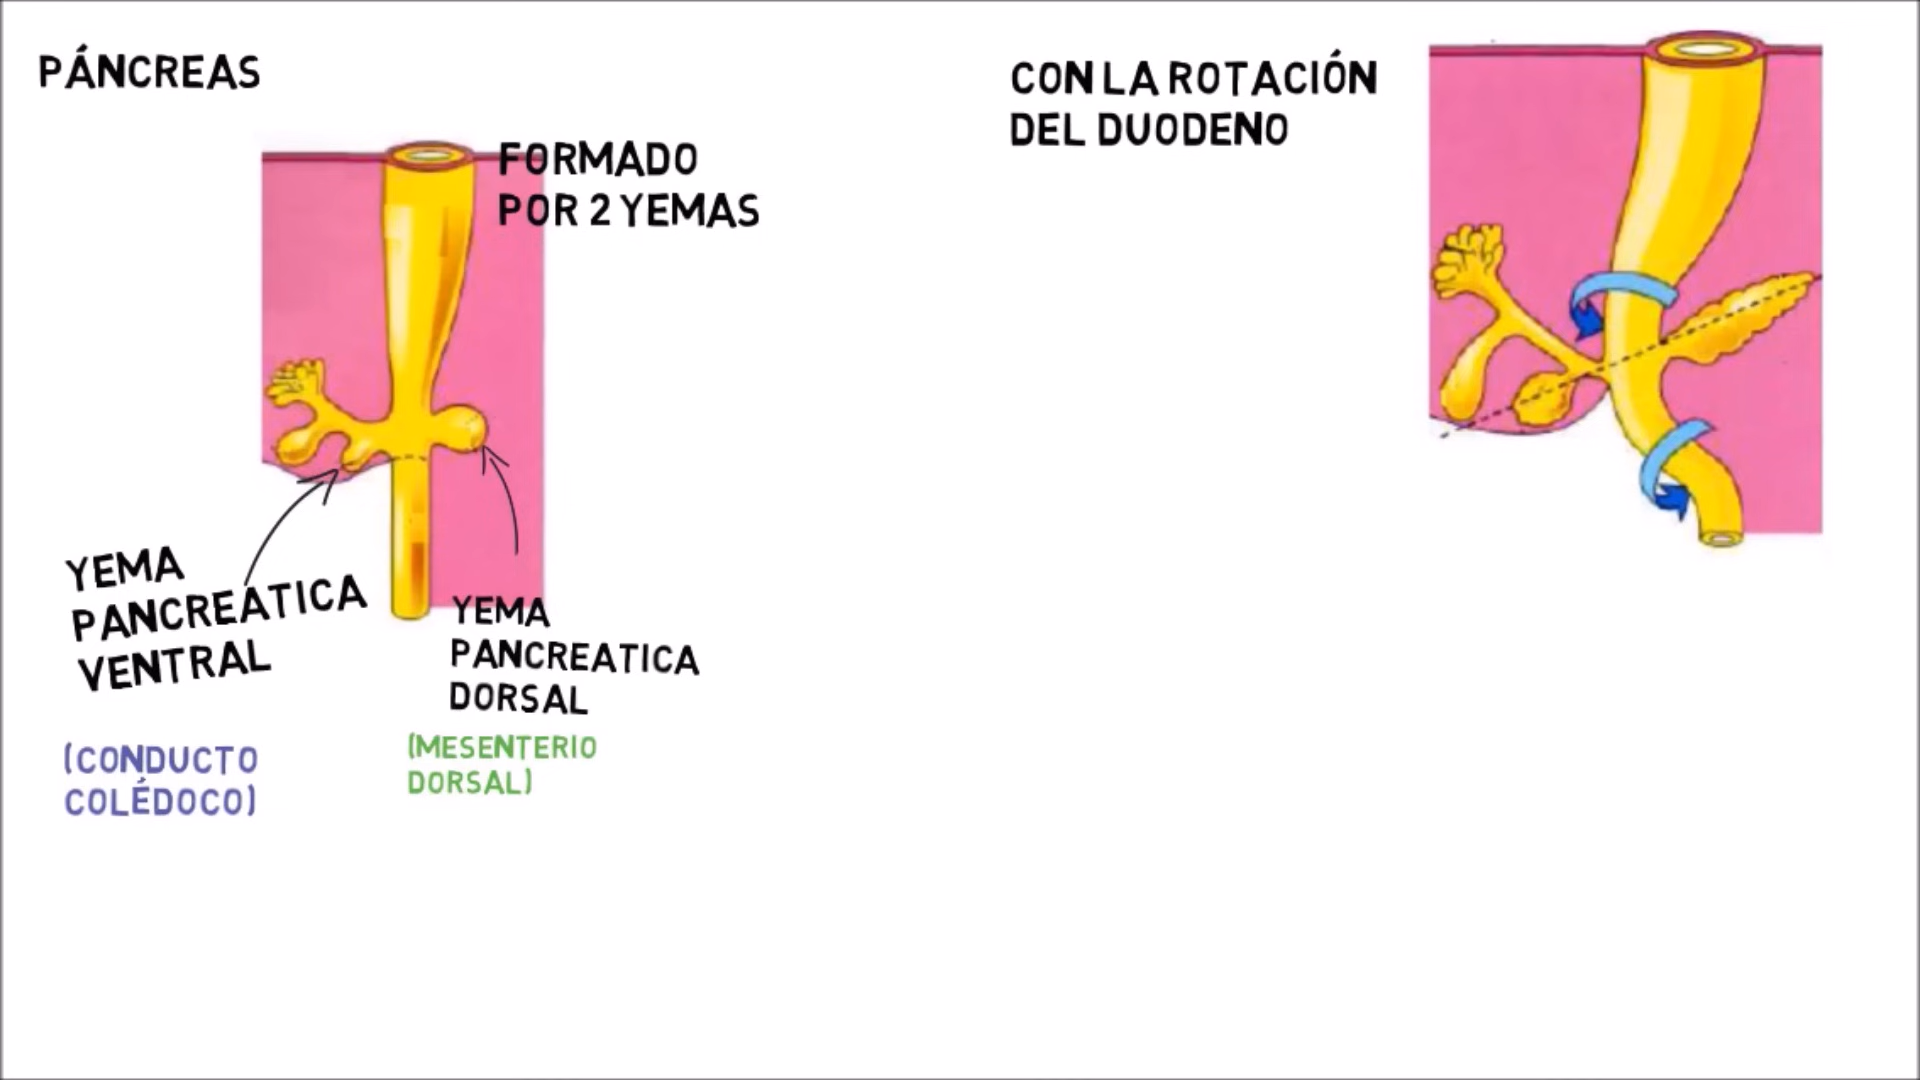 PÁNCREAS
FORMADO
POR 2 YEMAS
YEMA
PANCREÁTICA
VENTRAL
(CONDUCTO
COLÉDOCO)
YEMA
PANCREATICA
DORSAL
(MESENTERIO
DORSAL)
CON LA ROTACIÓN
DEL DUODENO